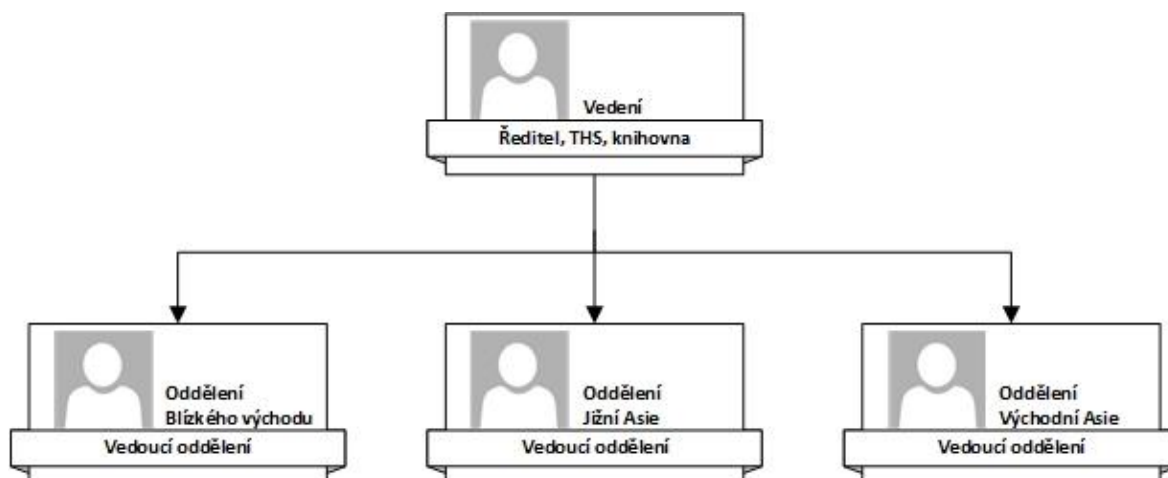 Vedení
Ředitel, THS, knihovna
Oddělení
Blízkého východu
Vedoucí oddělení
Oddělení
Jižní Asie
Vedoucí oddělení
Oddělení
Východní Asie
Vedoucí oddělení